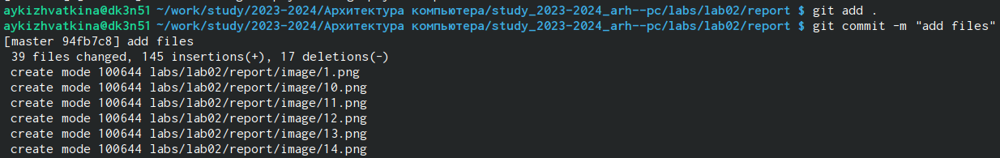 aykizhvatkina@dk3n51 ~/work/study/2023-2024/Архитектура компьютера/study_2023-2024_arh--pc/labs/lab02/report $ git add .
aykizhvatkina@dk3n51 ~/work/study/2023-2024/Архитектура компьютера/study_2023-2024_arh--pc/labs/lab02/report $ git commit -m "add files"
[master 94fb7c8] add files
39 files changed, 145 insertions(+), 17 deletions(-)
create mode 100644 labs/lab02/report/image/1.png
create mode 100644 labs/lab02/report/image/10.png
create mode 100644 labs/lab02/report/image/11.png
create mode 100644 labs/lab02/report/image/12.png
create mode 100644 labs/lab02/report/image/13.png
create mode 100644 labs/lab02/report/image/14.png